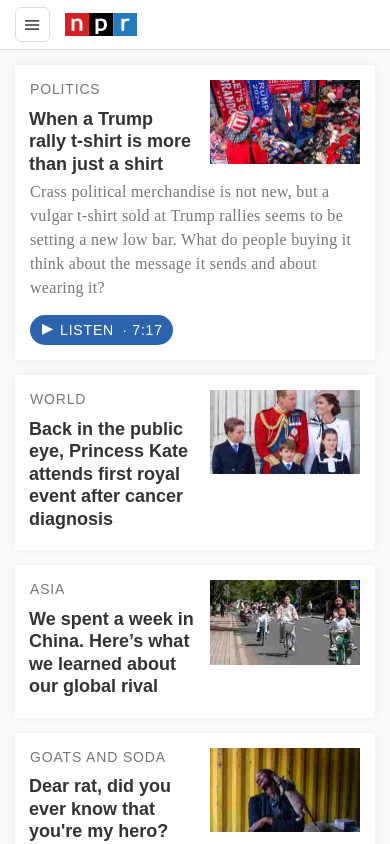 npr
POLITICS
When a Trump
rally t-shirt is more
than just a shirt
Crass political merchandise is not new, but a
vulgar t-shirt sold at Trump rallies seems to be
setting a new low bar. What do people buying it
think about the message it sends and about
wearing it?
LISTEN · 7:17
WORLD
Back in the public
eye, Princess Kate
attends first royal
event after cancer
diagnosis
ASIA
We spent a week in
China. Here’s what
we learned about
our global rival
GOATS AND SODA
Dear rat, did you
ever know that
you're my hero?